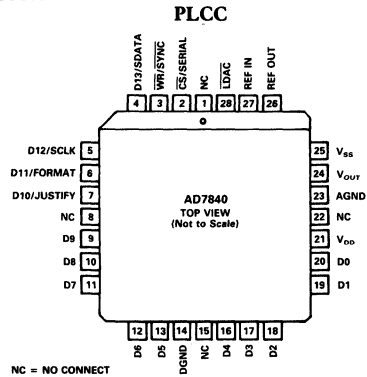 PLCC
D13/SDATA
WR/SYNC
CS/SERIAL
NC
LDAC
REF IN
REF OUT
4 3 2 1 28 27 26
D12/SCLK 5
D11/FORMAT 6
D10/JUSTIFY 7
NC 8
D9 9
D8 10
D7 11
AD7840
TOP VIEW
(Not to Scale)
25 VSS
24 VOUT
23 AGND
22 NC
21 VDD
20 D0
19 D1
12 13 14 15 16 17 18
D6
D5
DGND
NC
D4
D3
D2
NC = NO CONNECT